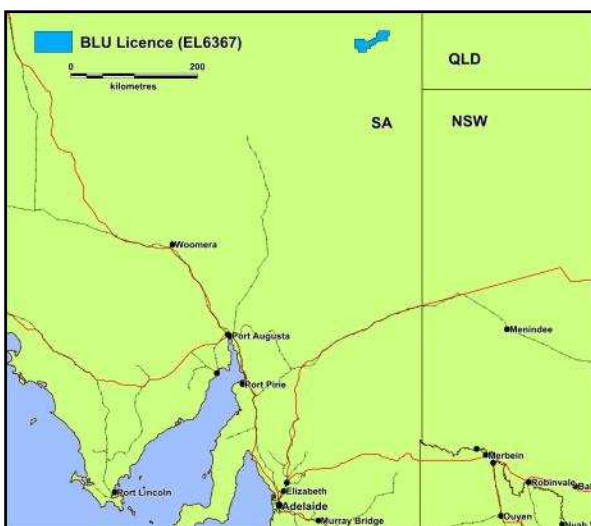 BLU Licence (EL6367)
0 200
kilometres
QLD
SA
NSW
Woomera
Port Augusta
Menindee
Port Pirie
Merbein
Robinvale
Elizabeth
Port Lincoln
Adelaide
Ouyen
Murray Bridge